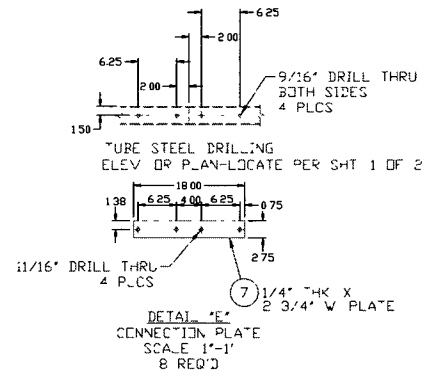 6.25
2.00
6.25
2.00
9/16" DRILL THRU
BOTH SIDES
4 PLCS
1.50
TUBE STEEL DRILLING
ELEV OR PLAN-LOCATE PER SHT 1 OF 2
18.00
1.38
6.25
4.00
6.25
0.75
11/16" DRILL THRU
4 PLCS
2.75
7
1/4" THK X
2 3/4" W PLATE
DETAIL "E"
CONNECTION PLATE
SCALE 1"-1'
8 REQ'D